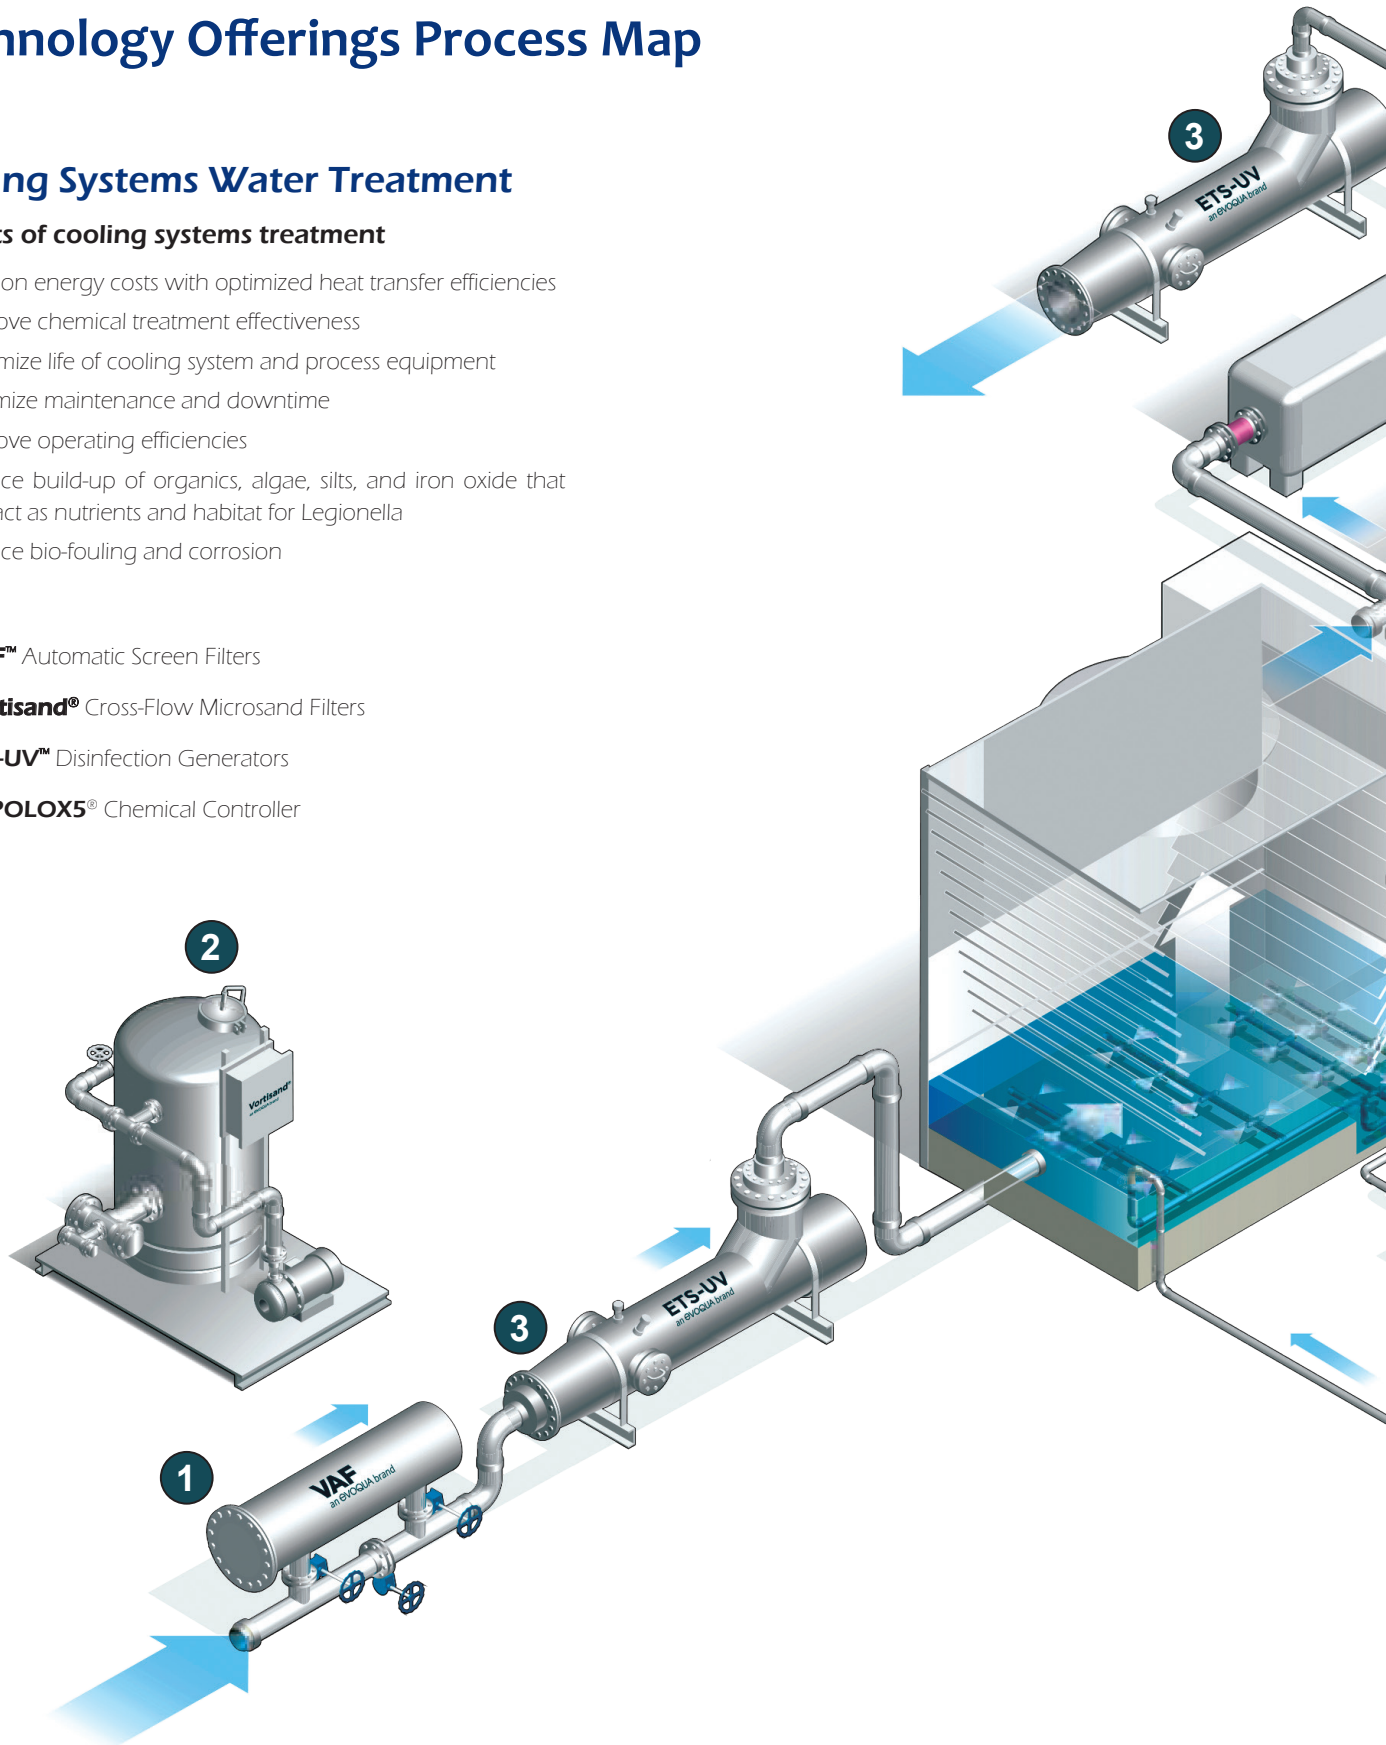 hnology Offerings Process Map
ng Systems Water Treatment
ts of cooling systems treatment
on energy costs with optimized heat transfer efficiencies
ove chemical treatment effectiveness
mize life of cooling system and process equipment
mize maintenance and downtime
ove operating efficiencies
ce build-up of organics, algae, silts, and iron oxide that
act as nutrients and habitat for Legionella
ce bio-fouling and corrosion
F™ Automatic Screen Filters
tisand® Cross-Flow Microsand Filters
-UV™ Disinfection Generators
POLOX5® Chemical Controller
3
ETS-UV
an evoqua brand
2
Vortisand®
3
ETS-UV
an evoqua brand
1
VAF
an evoqua brand